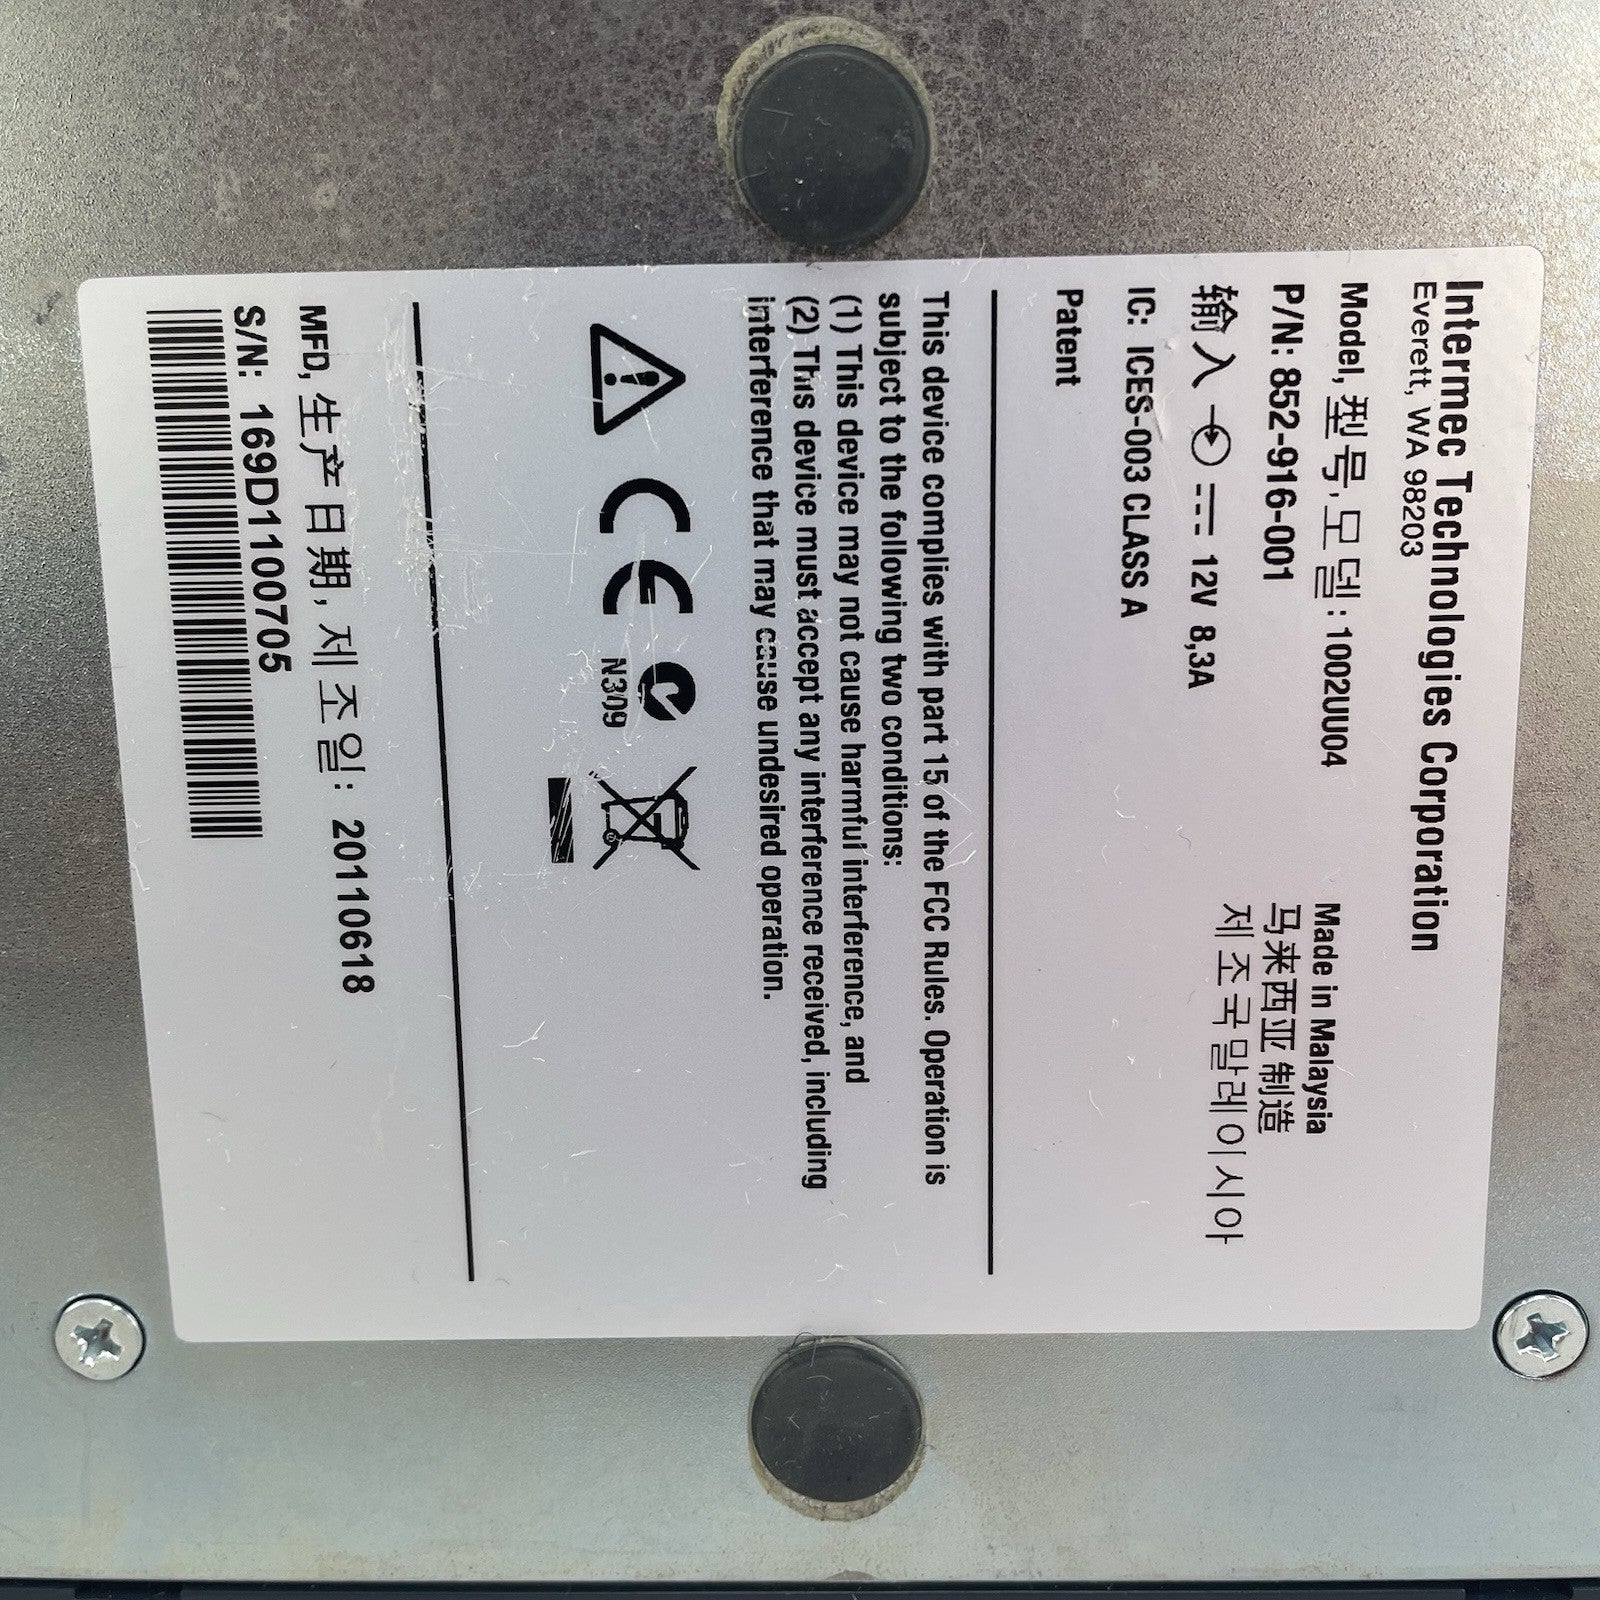 Intermec Technologies Corporation
Everett, WA 98203
Model, 型号, 모델: 1002UU04
P/N: 852-916-001
输入 12V 8,3A
IC: ICES-003 CLASS A
Patent
Made in Malaysia
马来西亚 制造
제조국말레이시아
This device complies with part 15 of the FCC Rules. Operation is
subject to the following two conditions:
(1) This device may not cause harmful interference, and
(2) This device must accept any interference received, including
interference that may cause undesired operation.
CE
N309
MFD, 生产日期, 제조일: 20110618
S/N: 169D1100705